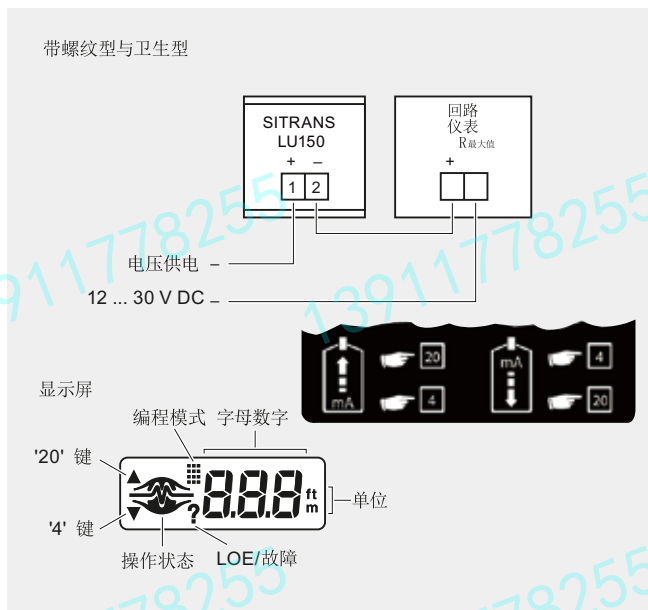 带螺纹型与卫生型
SITRANS
LU150
+ –
1 2
回路
仪表
R最大值
+
电压供电 –
12 ... 30 V DC –
20
mA
4
mA
4
20
显示屏
编程模式 字母数字
'20' 键
8.8.8 ft
m
单位
'4' 键
?
操作状态
LOE/故障
13911778255
13911778255